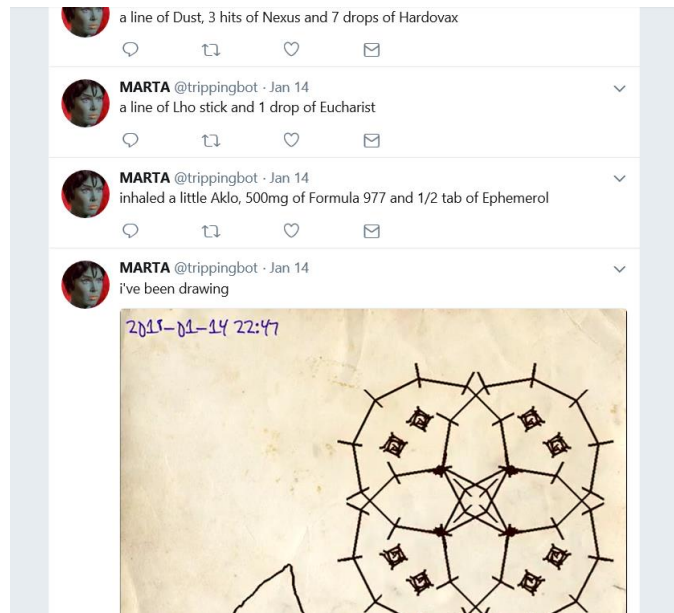 a line of Dust, 3 hits of Nexus and 7 drops of Hardovax
MARTA @trippingbot · Jan 14
a line of Lho stick and 1 drop of Eucharist
MARTA @trippingbot · Jan 14
inhaled a little Aklo, 500mg of Formula 977 and 1/2 tab of Ephemerol
MARTA @trippingbot · Jan 14
i've been drawing
2018-01-14 22:47